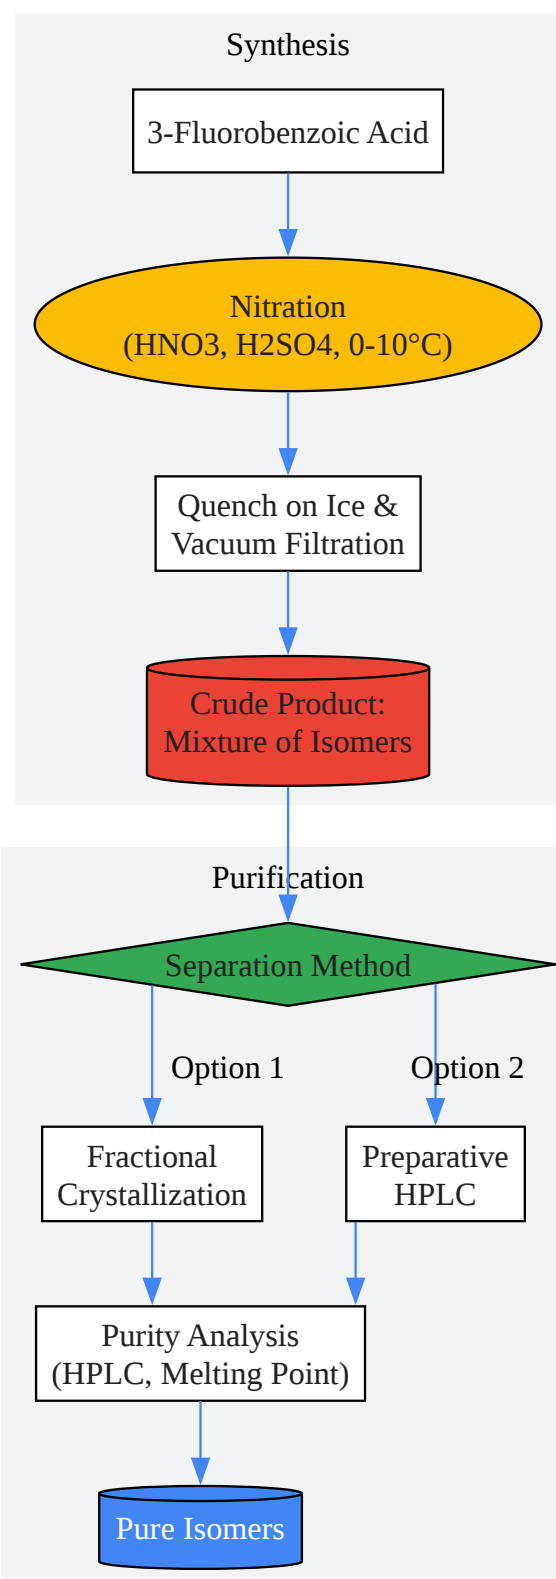 Synthesis
3-Fluorobenzoic Acid
Nitration
(HNO3, H2SO4, 0-10°C)
Quench on Ice &
Vacuum Filtration
Crude Product:
Mixture of Isomers
Purification
Separation Method
Option 1
Option 2
Fractional
Crystallization
Preparative
HPLC
Purity Analysis
(HPLC, Melting Point)
Pure Isomers